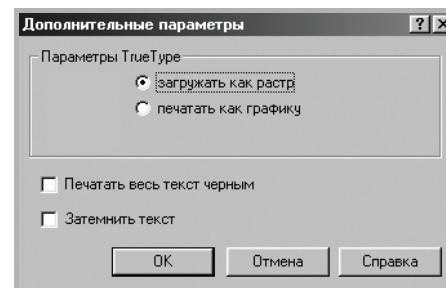 Дополнительные параметры
Параметры TrueType
загружать как растр
печатать как графику
Печатать весь текст черным
Затемнить текст
OK Отмена Справка